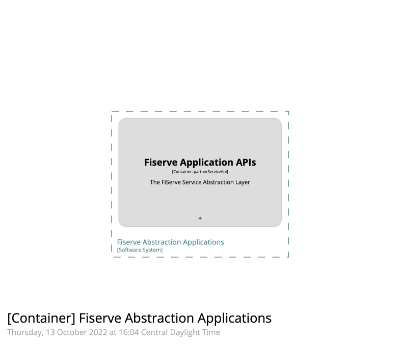 Fiserve Application APIs
[Container: partnerServiceApi]
The FiServe Service Abstraction Layer
+
Fiserve Abstraction Applications
[Software System]
[Container] Fiserve Abstraction Applications
Thursday, 13 October 2022 at 16:04 Central Daylight Time